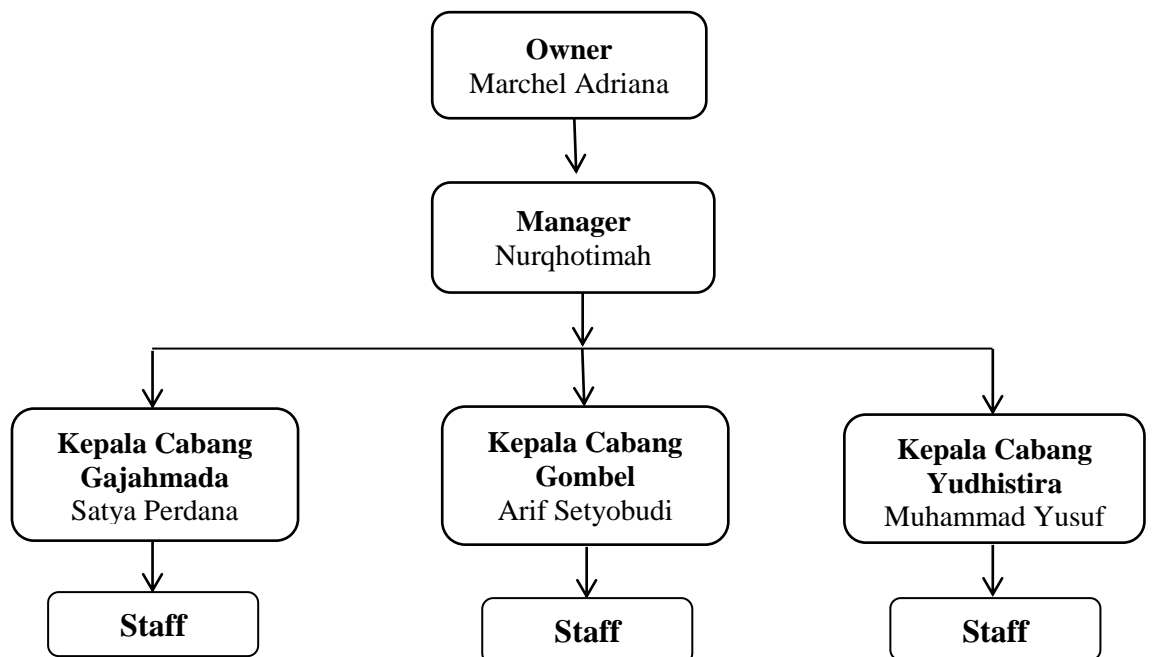 Owner
Marchel Adriana
Manager
Nurqhotimah
Kepala Cabang
Gajahmada
Satya Perdana
Kepala Cabang
Gombel
Arif Setyobudi
Kepala Cabang
Yudhistira
Muhammad Yusuf
Staff
Staff
Staff